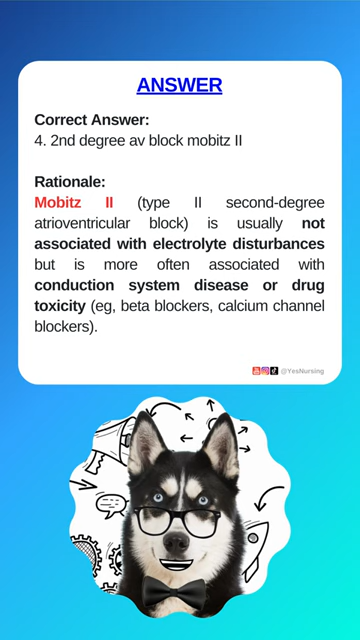 ANSWER
Correct Answer:
4. 2nd degree av block mobitz II
Rationale:
Mobitz II (type II second-degree
atrioventricular block) is usually not
associated with electrolyte disturbances
but is more often associated with
conduction system disease or drug
toxicity (eg, beta blockers, calcium channel
blockers).
@YesNursing